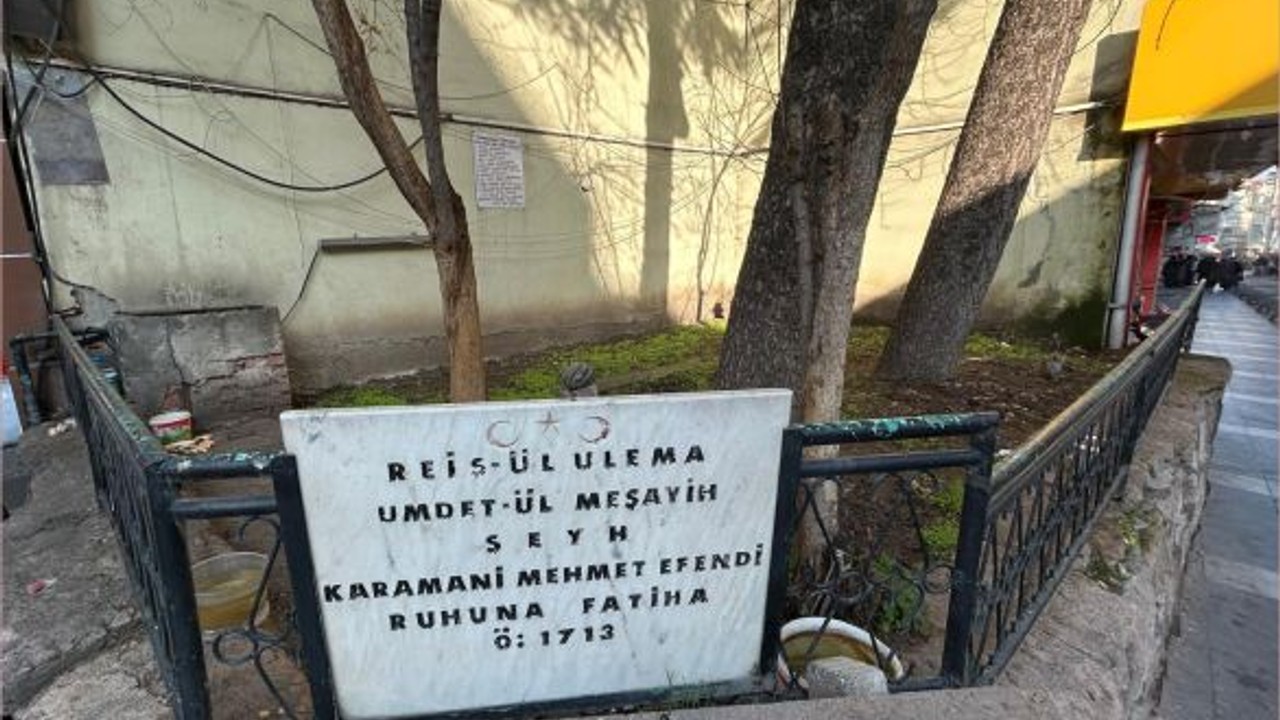 REİŞ-ÜL ULEMA
UMDET-ÜL MEŞAYİH
ŞEYH
KARAMANİ MEHMET EFENDİ
RUHUNA FATİHA
Ö: 1713